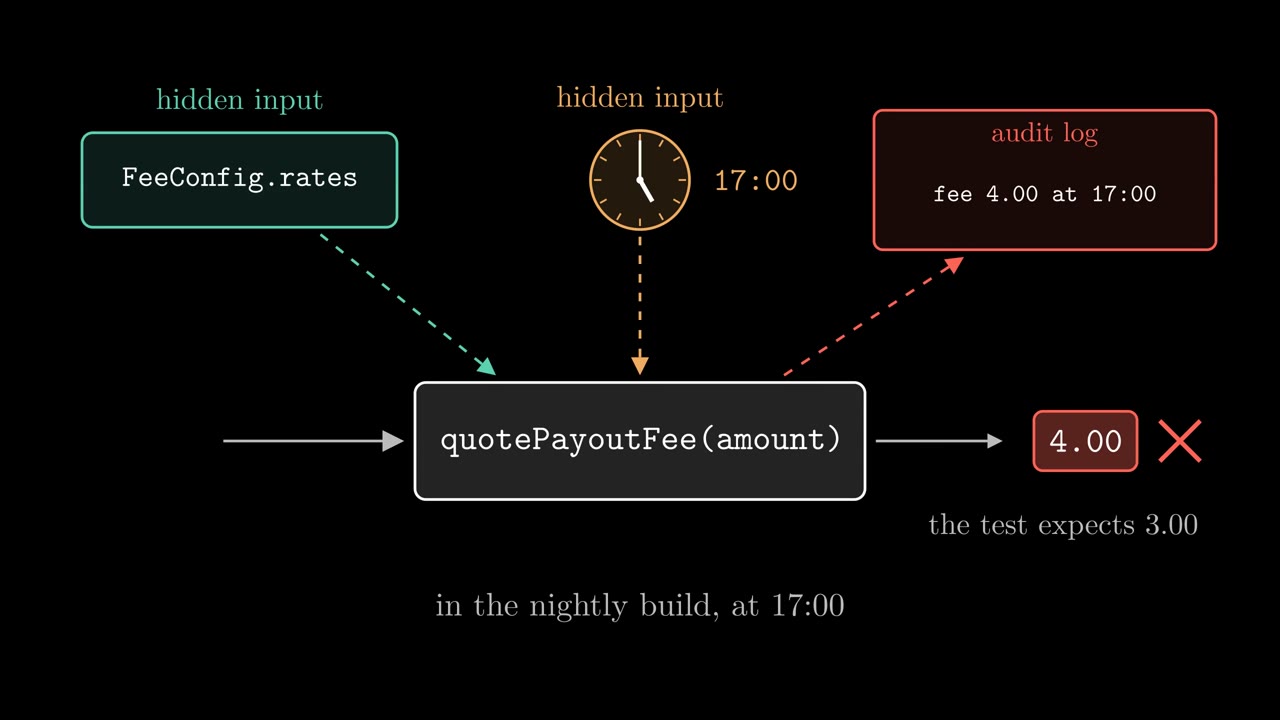 hidden input
FeeConfig.rates
hidden input
17:00
audit log
fee 4.00 at 17:00
quotePayoutFee(amount)
4.00
the test expects 3.00
in the nightly build, at 17:00